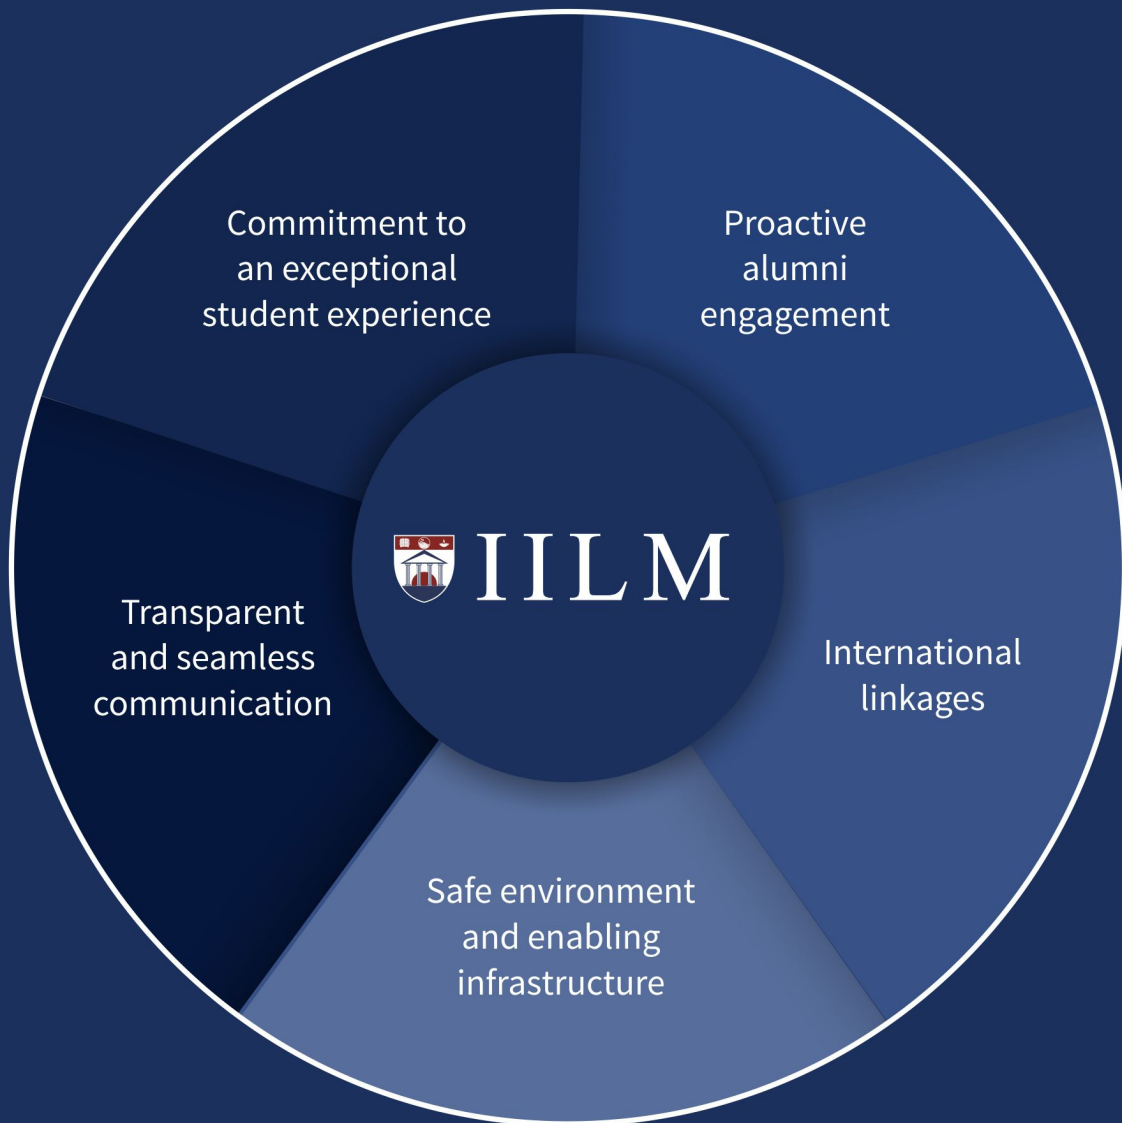 Commitment to
an exceptional
student experience
Proactive
alumni
engagement
IILM
Transparent
and seamless
communication
International
linkages
Safe environment
and enabling
infrastructure